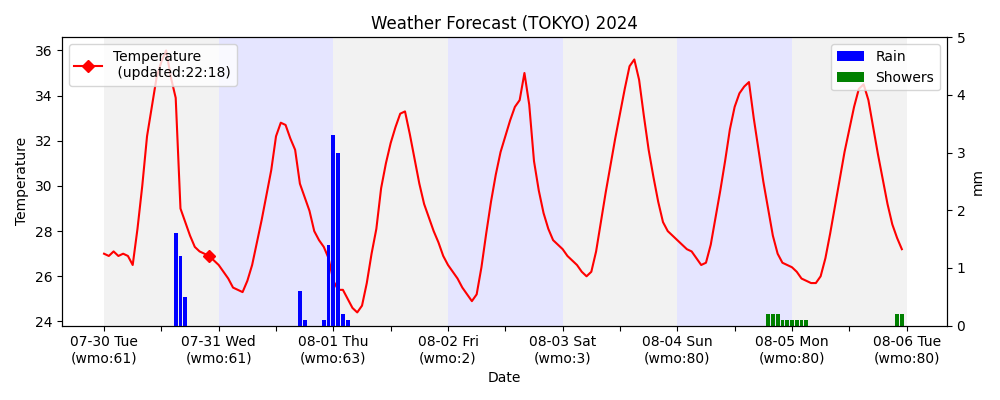 Weather Forecast (TOKYO) 2024
Temperature
(updated:22:18)
Rain
Showers
Temperature
36
34
32
30
28
26
24
5
4
3
2
1
0
mm
07-30 Tue
(wmo:61)
07-31 Wed
(wmo:61)
08-01 Thu
(wmo:63)
08-02 Fri
(wmo:2)
08-03 Sat
(wmo:3)
08-04 Sun
(wmo:80)
08-05 Mon
(wmo:80)
08-06 Tue
(wmo:80)
Date